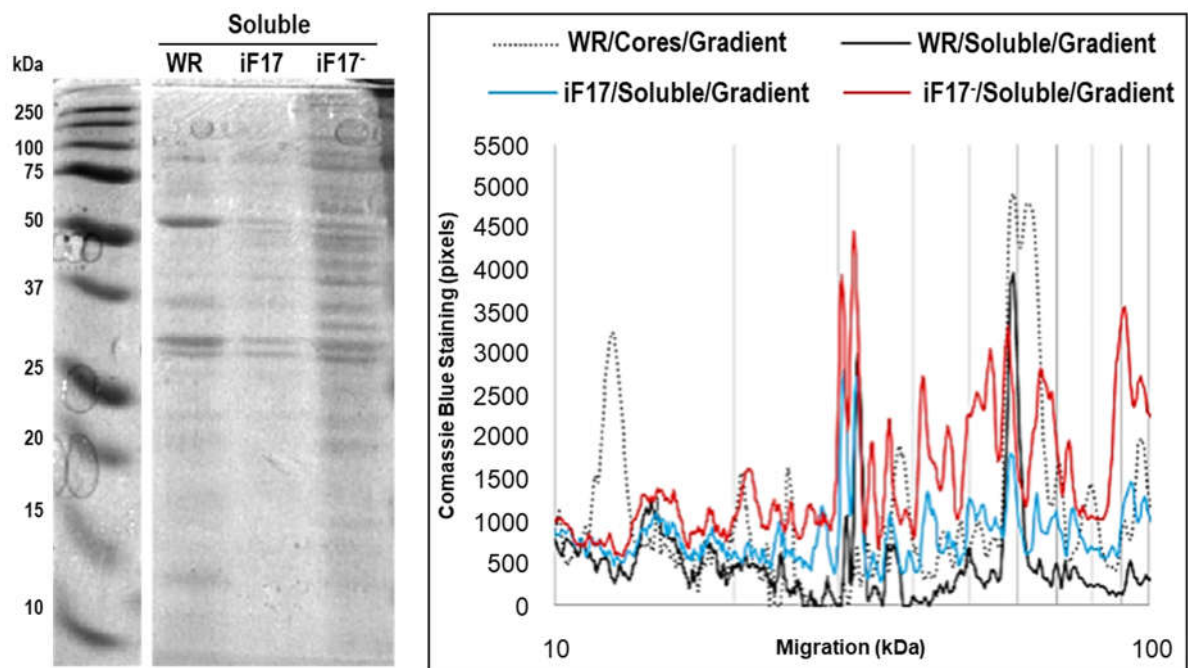 Soluble
kDa
WR
iF17
iF17-
250
100
75
50
37
25
20
15
10
WR/Cores/Gradient
WR/Soluble/Gradient
iF17/Soluble/Gradient
iF17-/Soluble/Gradient
Comassie Blue Staining (pixels)
5500
5000
4500
4000
3500
3000
2500
2000
1500
1000
500
0
10
Migration (kDa)
100